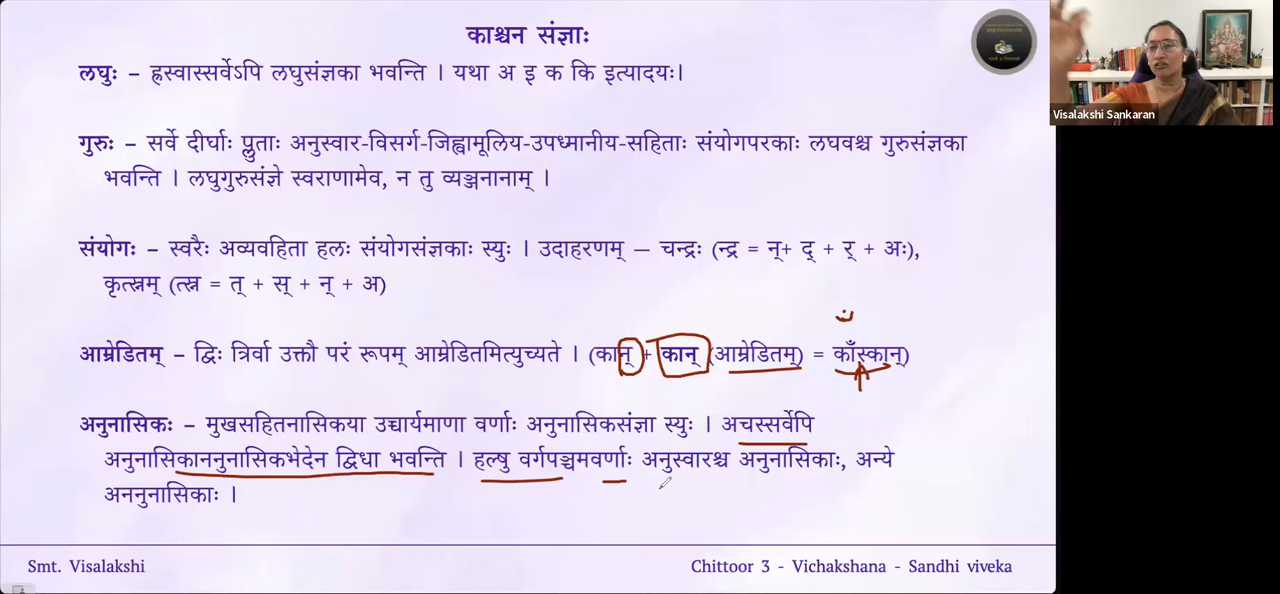 काश्चन संज्ञाः
लघुः – ह्रस्वास्सर्वेऽपि लघुसंज्ञका भवन्ति । यथा अ इ क कि इत्यादयः।
गुरुः – सर्वे दीर्घाः प्लुताः अनुस्वार-विसर्ग-जिह्वामूलिय-उपध्मानीय-सहिताः संयोगपरकाः लघवश्च गुरुसंज्ञका
भवन्ति । लघुगुरुसंज्ञे स्वराणामेव, न तु व्यञ्जनानाम् ।
संयोगः – स्वरैः अव्यवहिता हलः संयोगसंज्ञकाः स्युः । उदाहरणम् — चन्द्रः (न्द्र = न्+ द् + र् + अः),
कृत्स्नम् (त्स्न = त् + स् + न् + अ)
आम्रेडितम् – द्विः त्रिर्वा उक्तौ परं रूपम् आम्रेडितमित्युच्यते । (कान् + कान् (आम्रेडितम्) = काँस्कान्)
अनुनासिकः – मुखसहितनासिकया उच्चार्यमाणा वर्णाः अनुनासिकसंज्ञा स्युः । अचस्सर्वेपि
अनुनासिकाननुनासिकभेदेन द्विधा भवन्ति । हल्षु वर्गपञ्चमवर्णाः अनुस्वारश्च अनुनासिकाः, अन्ये
अननुनासिकाः ।
Smt. Visalakshi
Chittoor 3 - Vichakshana - Sandhi viveka
Visalakshi Sankaran